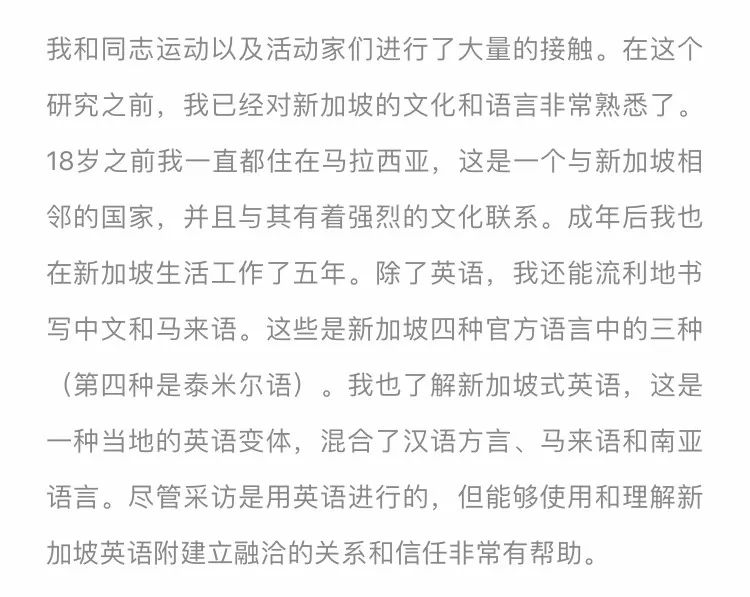 我和同志运动以及活动家们进行了大量的接触。在这个
研究之前，我已经对新加坡的文化和语言非常熟悉了。
18岁之前我一直都住在马拉西亚，这是一个与新加坡相
邻的国家，并且与其有着强烈的文化联系。成年后我也
在新加坡生活工作了五年。除了英语，我还能流利地书
写中文和马来语。这些是新加坡四种官方语言中的三种
（第四种是泰米尔语）。我也了解新加坡式英语，这是
一种当地的英语变体，混合了汉语方言、马来语和南亚
语言。尽管采访是用英语进行的，但能够使用和理解新
加坡英语附建立融洽的关系和信任非常有帮助。